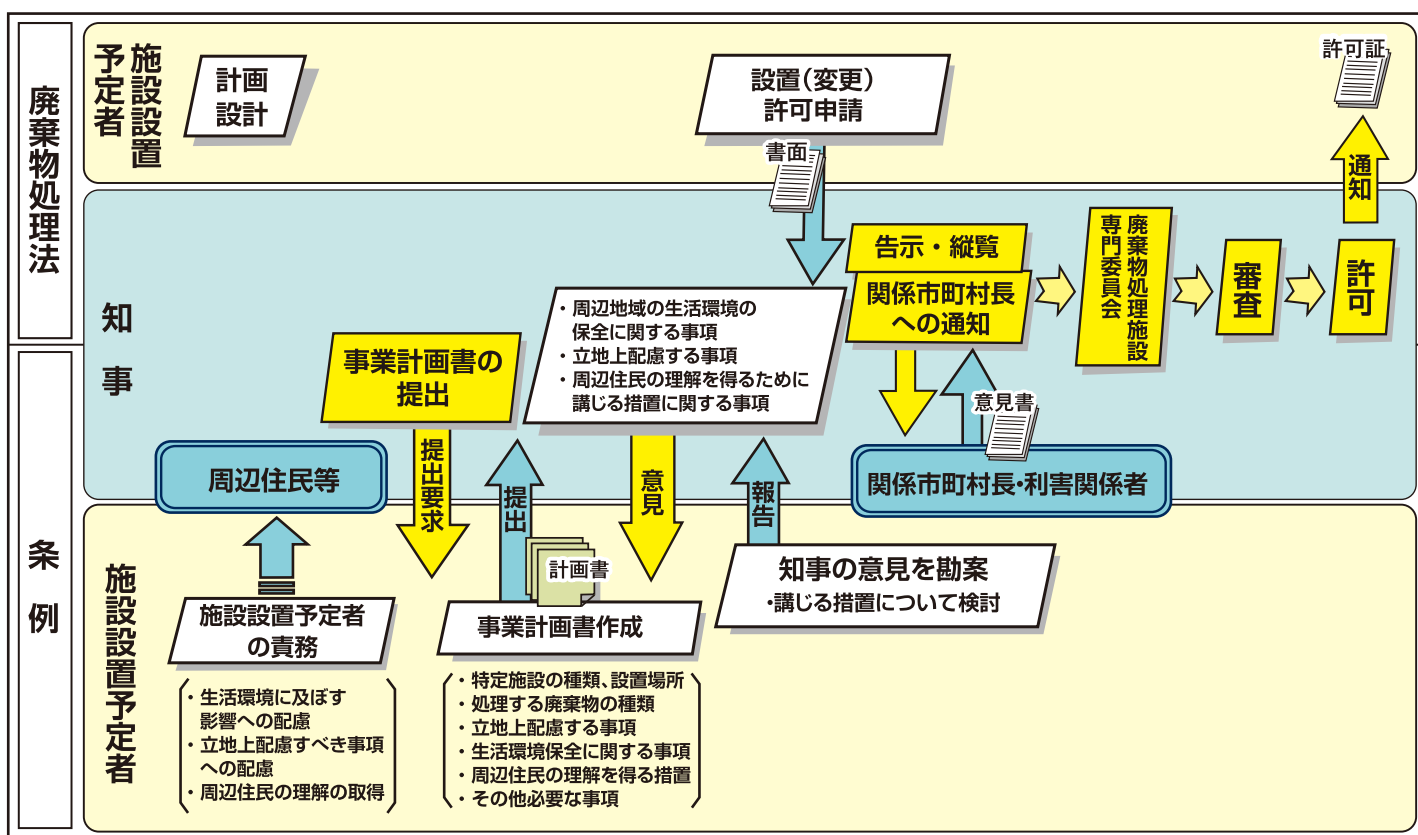 廃棄物処理法
条例
施設設置
予定者
計画
設計
設置(変更)
許可申請
書面
許可証
通知
知事
告示・縦覧
関係市町村長
への通知
廃棄物処理施設
専門委員会
審査
許可
・周辺地域の生活環境の
保全に関する事項
・立地上配慮する事項
・周辺住民の理解を得るために
講じる措置に関する事項
事業計画書の
提出
意見書
周辺住民等
提出要求
提出
意見
報告
関係市町村長・利害関係者
施設設置予定者
計画書
知事の意見を勘案
・講じる措置について検討
施設設置予定者
の責務
・生活環境に及ぼす
影響への配慮
・立地上配慮すべき事項
への配慮
・周辺住民の理解の取得
事業計画書作成
・特定施設の種類、設置場所
・処理する廃棄物の種類
・立地上配慮する事項
・生活環境保全に関する事項
・周辺住民の理解を得る措置
・その他必要な事項